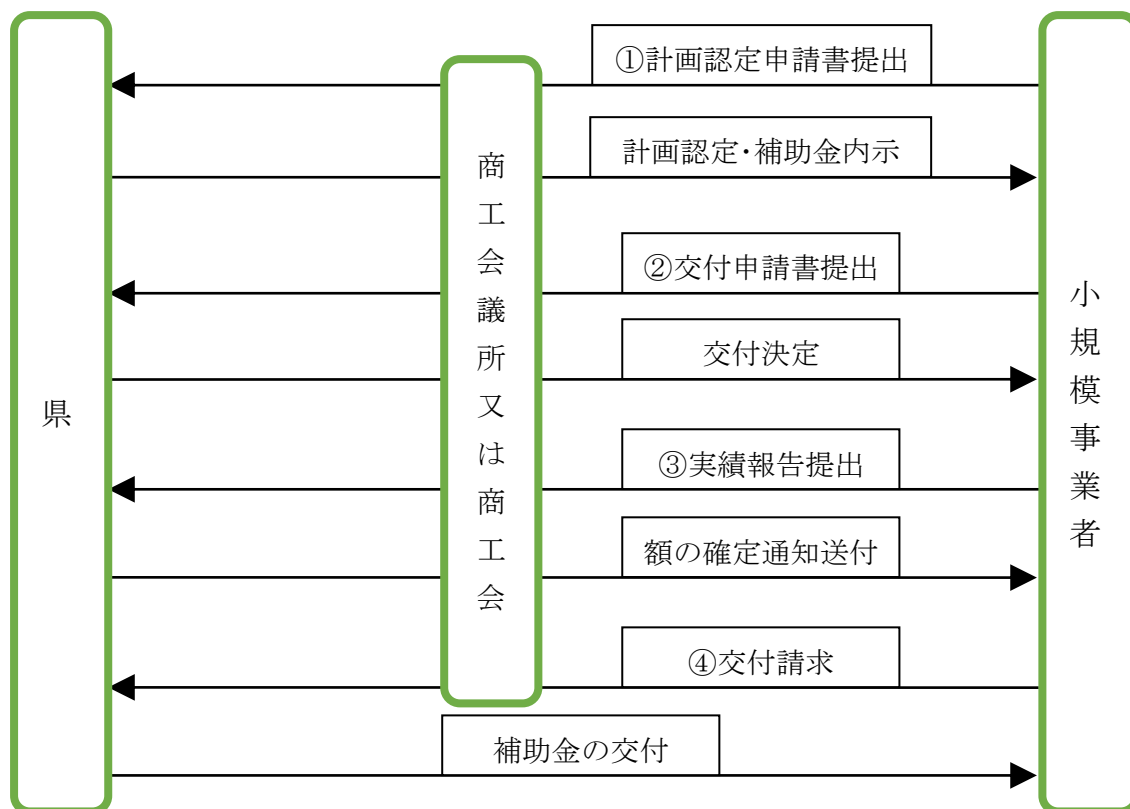 ①計画認定申請書提出
計画認定・補助金内示
②交付申請書提出
交付決定
③実績報告提出
額の確定通知送付
④交付請求
補助金の交付
県
商工会議所又は商工会
小規模事業者